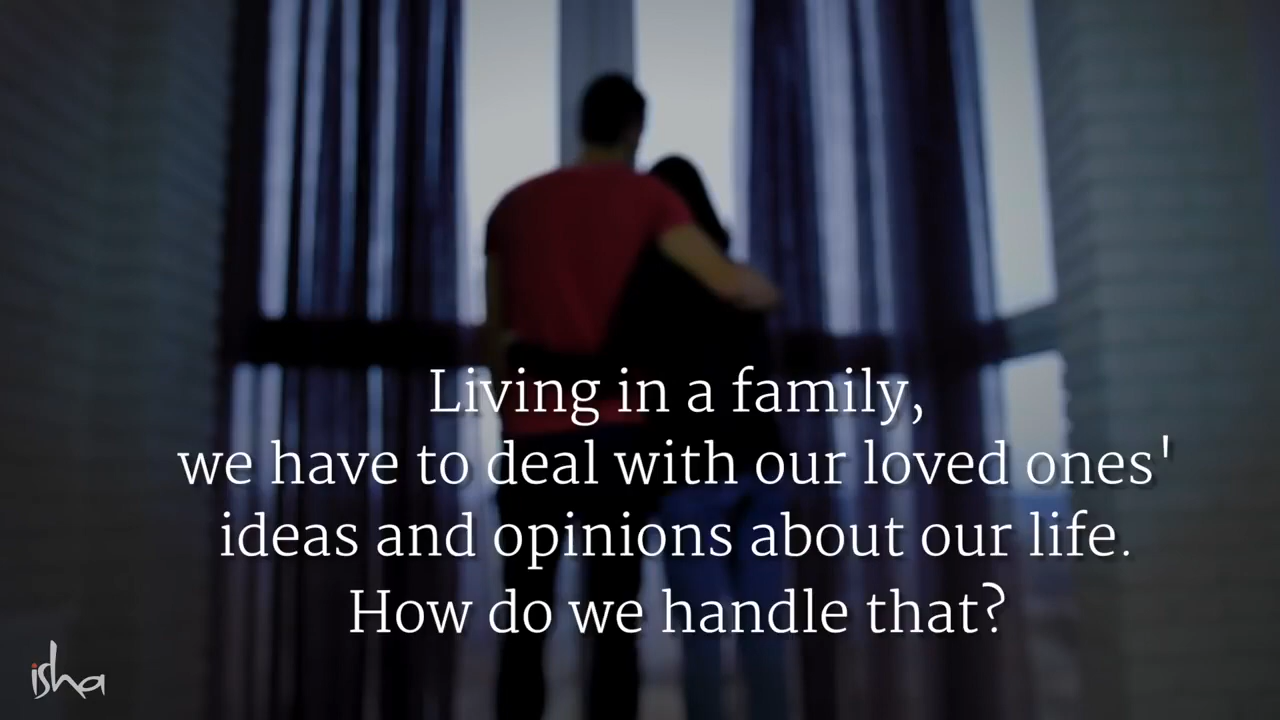 Living in a family,
we have to deal with our loved ones'
ideas and opinions about our life.
How do we handle that?
isha